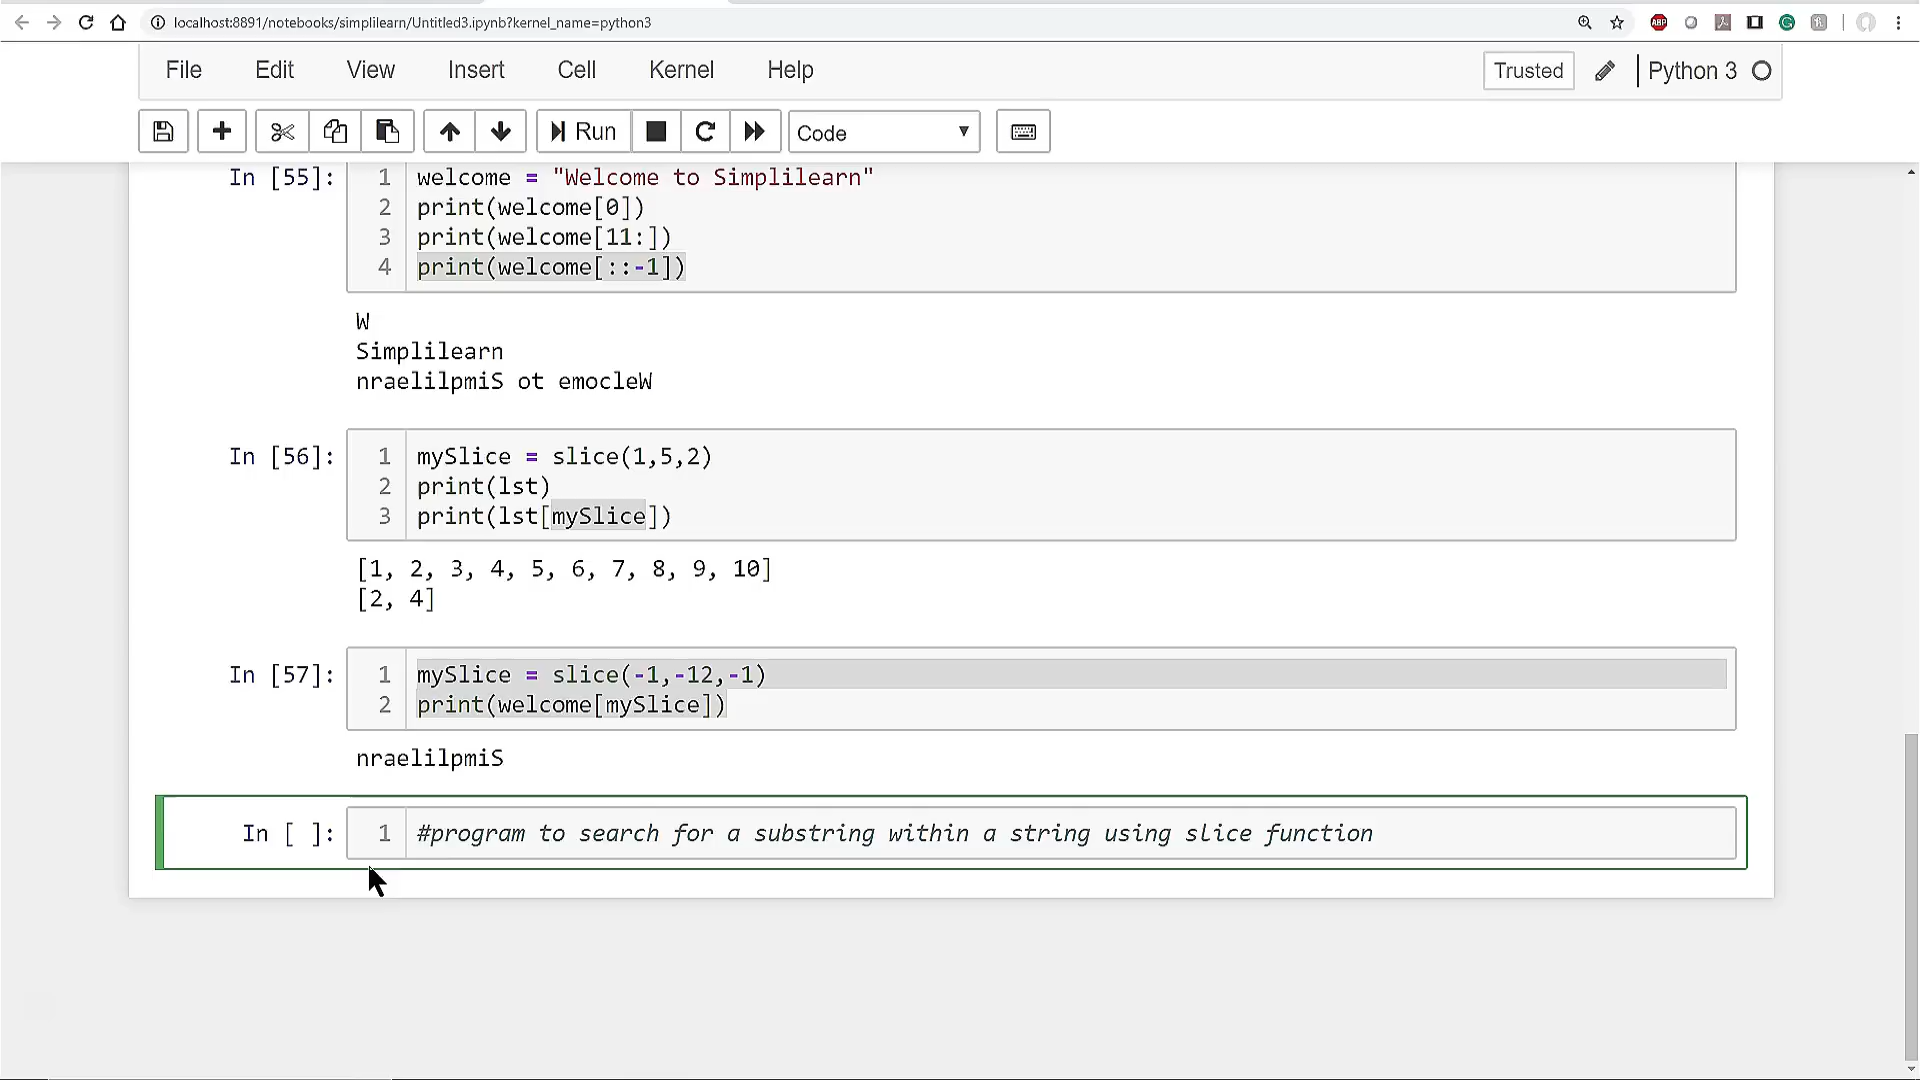 localhost:8891/notebooks/simplilearn/Untitled3.ipynb?kernel_name=python3
ABP
File Edit View Insert Cell Kernel Help
Trusted Python 3
Run Code
In [55]: 1 welcome = "Welcome to Simplilearn"
2 print(welcome[0])
3 print(welcome[11:])
4 print(welcome[::-1])
W
Simplilearn
nraelilpmiS ot emocleW
In [56]: 1 mySlice = slice(1,5,2)
2 print(lst)
3 print(lst[mySlice])
[1, 2, 3, 4, 5, 6, 7, 8, 9, 10]
[2, 4]
In [57]: 1 mySlice = slice(-1,-12,-1)
2 print(welcome[mySlice])
nraelilpmiS
In [ ]: 1 #program to search for a substring within a string using slice function